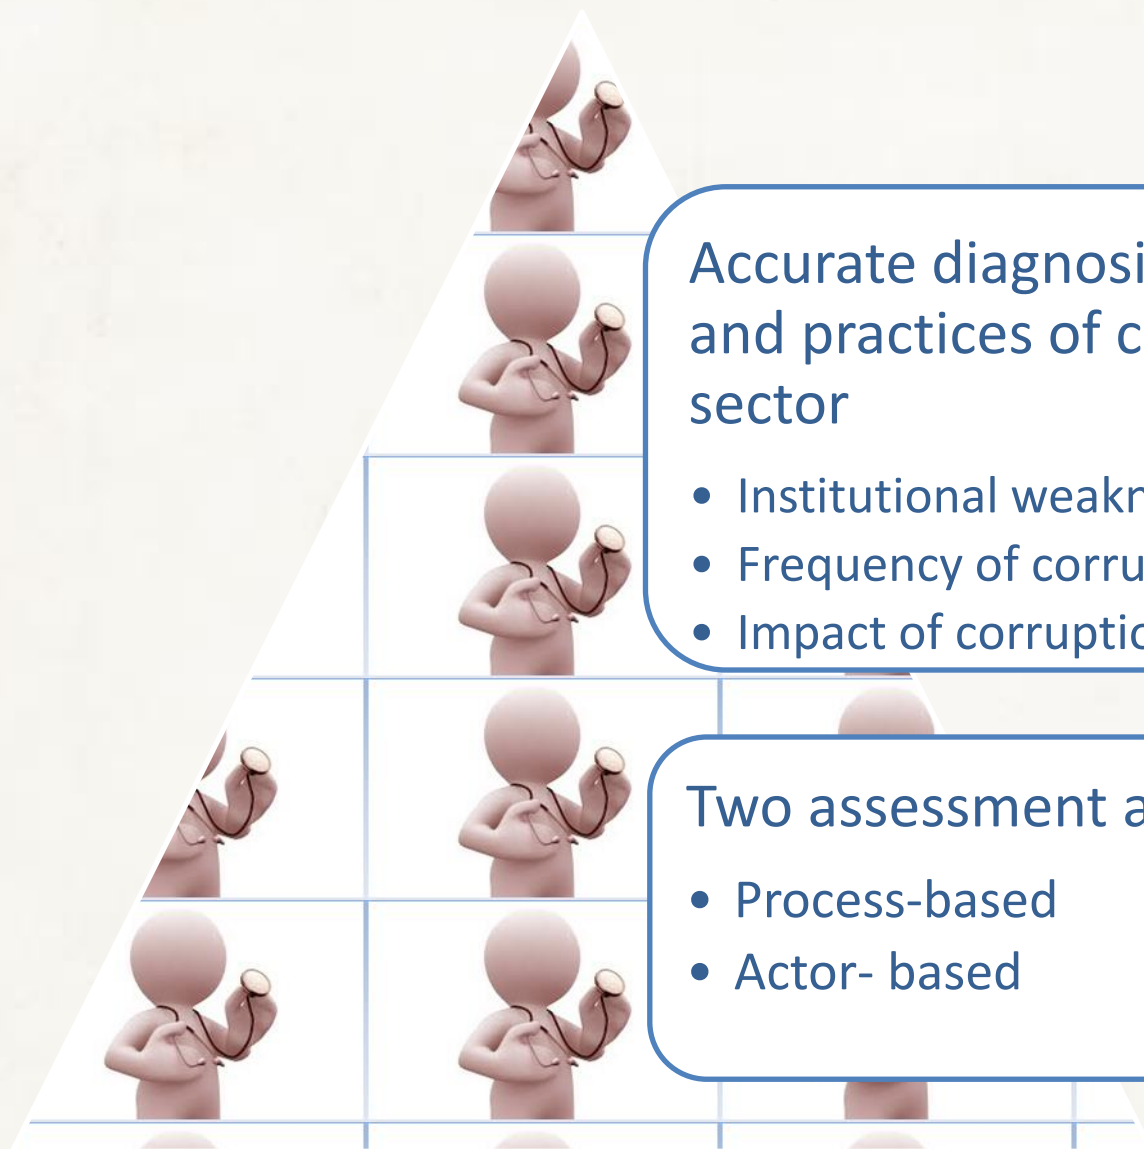 Accurate diagnosi
and practices of c
sector
• Institutional weakn
• Frequency of corru
• Impact of corruptio
Two assessment a
• Process-based
• Actor- based